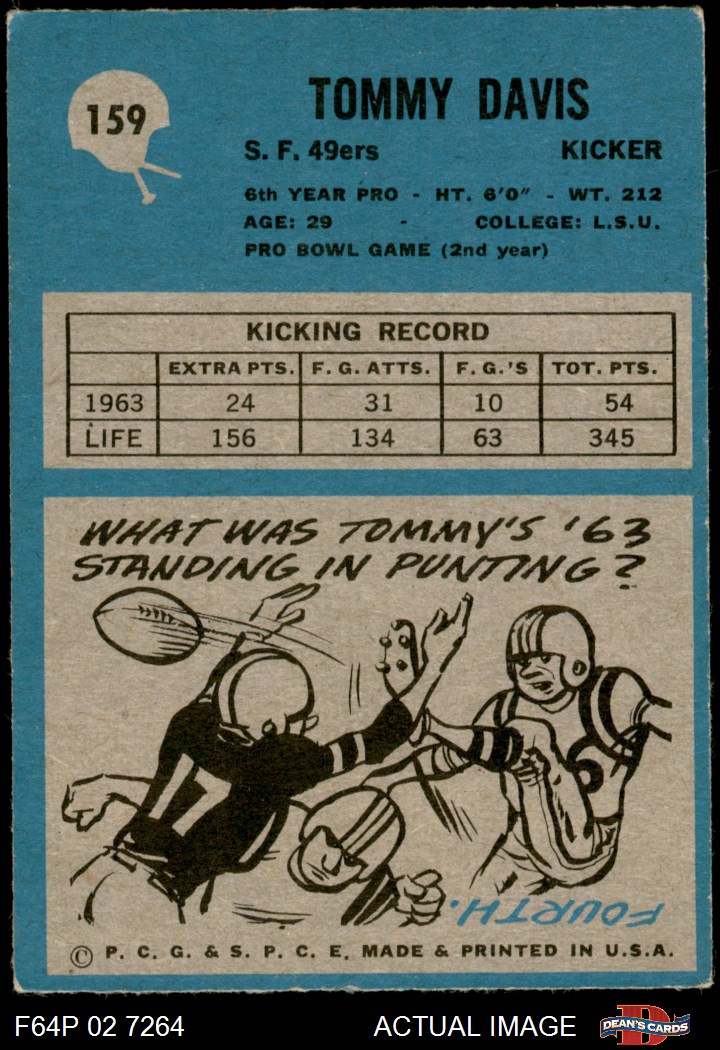 159
TOMMY DAVIS
S. F. 49ers KICKER
6th YEAR PRO - HT. 6'0" - WT. 212
AGE: 29 - COLLEGE: L.S.U.
PRO BOWL GAME (2nd year)
KICKING RECORD
EXTRA PTS. F. G. ATTS. F. G.'S TOT. PTS.
1963 24 31 10 54
LIFE 156 134 63 345
WHAT WAS TOMMY'S '63
STANDING IN PUNTING?
17
FOURTH.
© P. C. G. & S. P. C. E. MADE & PRINTED IN U.S.A.
F64P 02 7264 ACTUAL IMAGE D DEAN'S CARDS